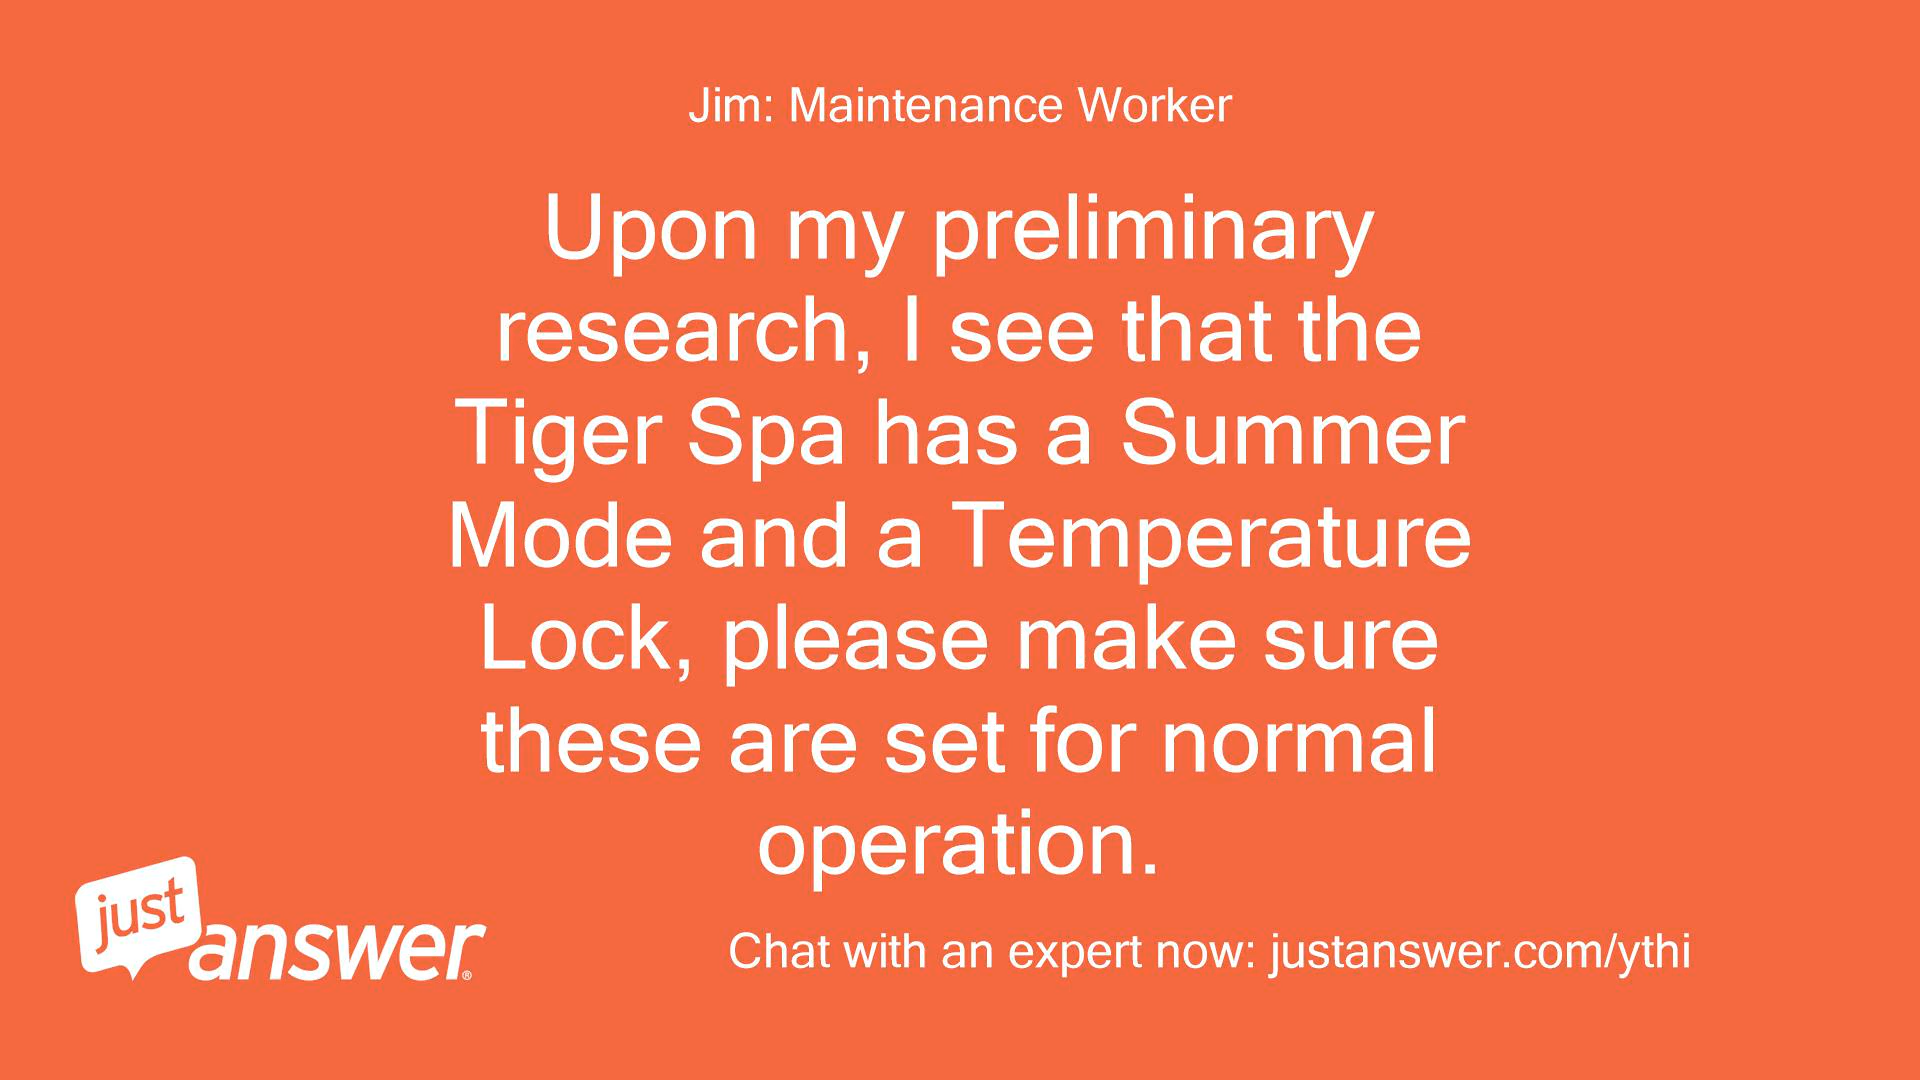 Jim: Maintenance Worker
Upon my preliminary
research, I see that the
Tiger Spa has a Summer
Mode and a Temperature
Lock, please make sure
these are set for normal
operation.
just
answer®
Chat with an expert now: justanswer.com/ythi